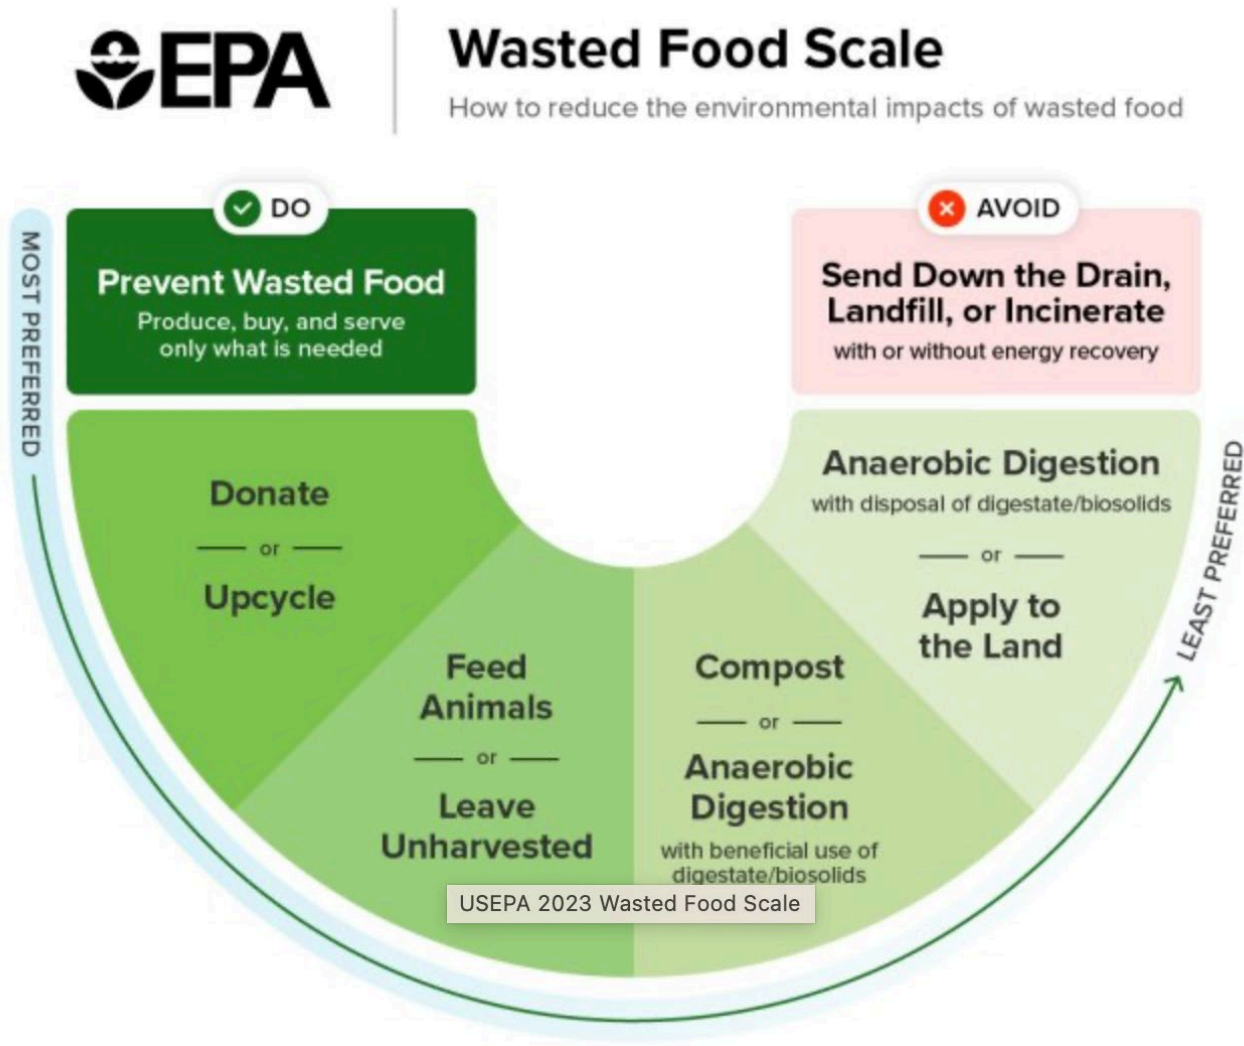 EPA
Wasted Food Scale
How to reduce the environmental impacts of wasted food
MOST PREFERRED
DO
Prevent Wasted Food
Produce, buy, and serve
only what is needed
AVOID
Send Down the Drain,
Landfill, or Incinerate
with or without energy recovery
Donate
or
Upcycle
Feed
Animals
or
Leave
Unharvested
Compost
or
Anaerobic
Digestion
with beneficial use of
digestate/biosolids
Anaerobic Digestion
with disposal of digestate/biosolids
or
Apply to
the Land
LEAST PREFERRED
USEPA 2023 Wasted Food Scale